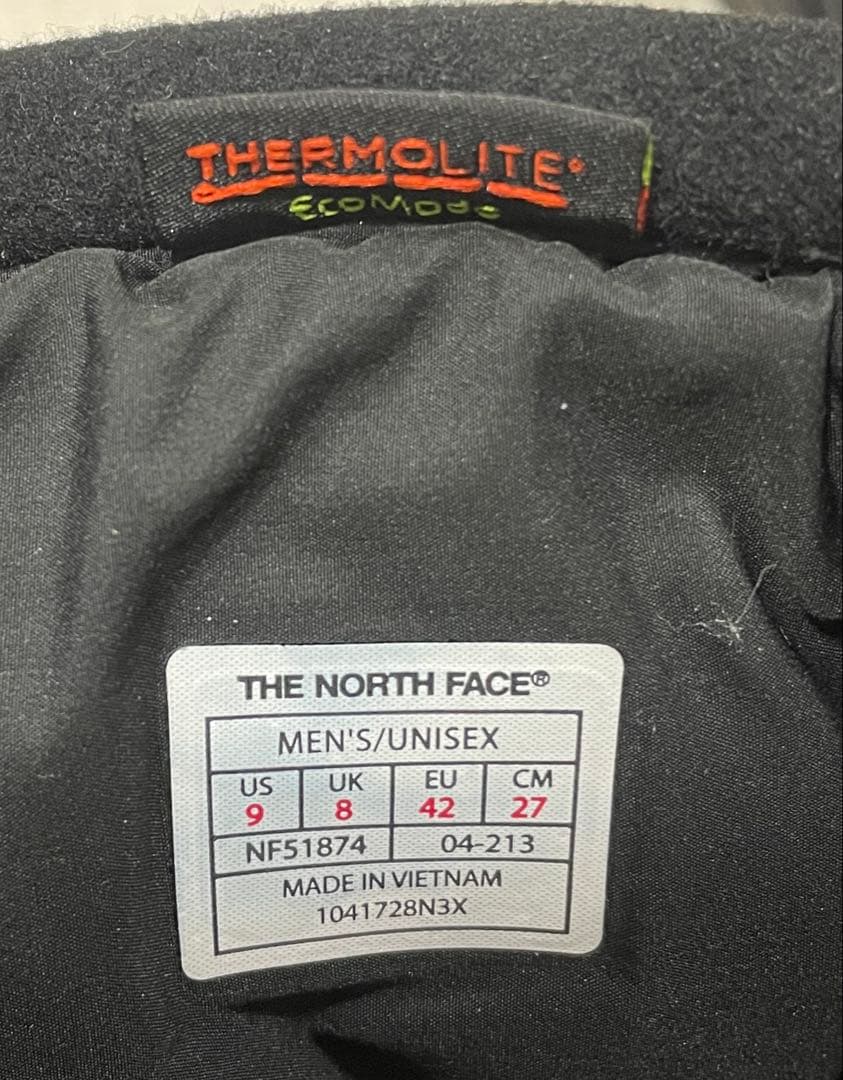 THERMOLITE®
EcoMade
THE NORTH FACE®
MEN'S/UNISEX
US UK EU CM
9 8 42 27
NF51874 04-213
MADE IN VIETNAM
1041728N3X